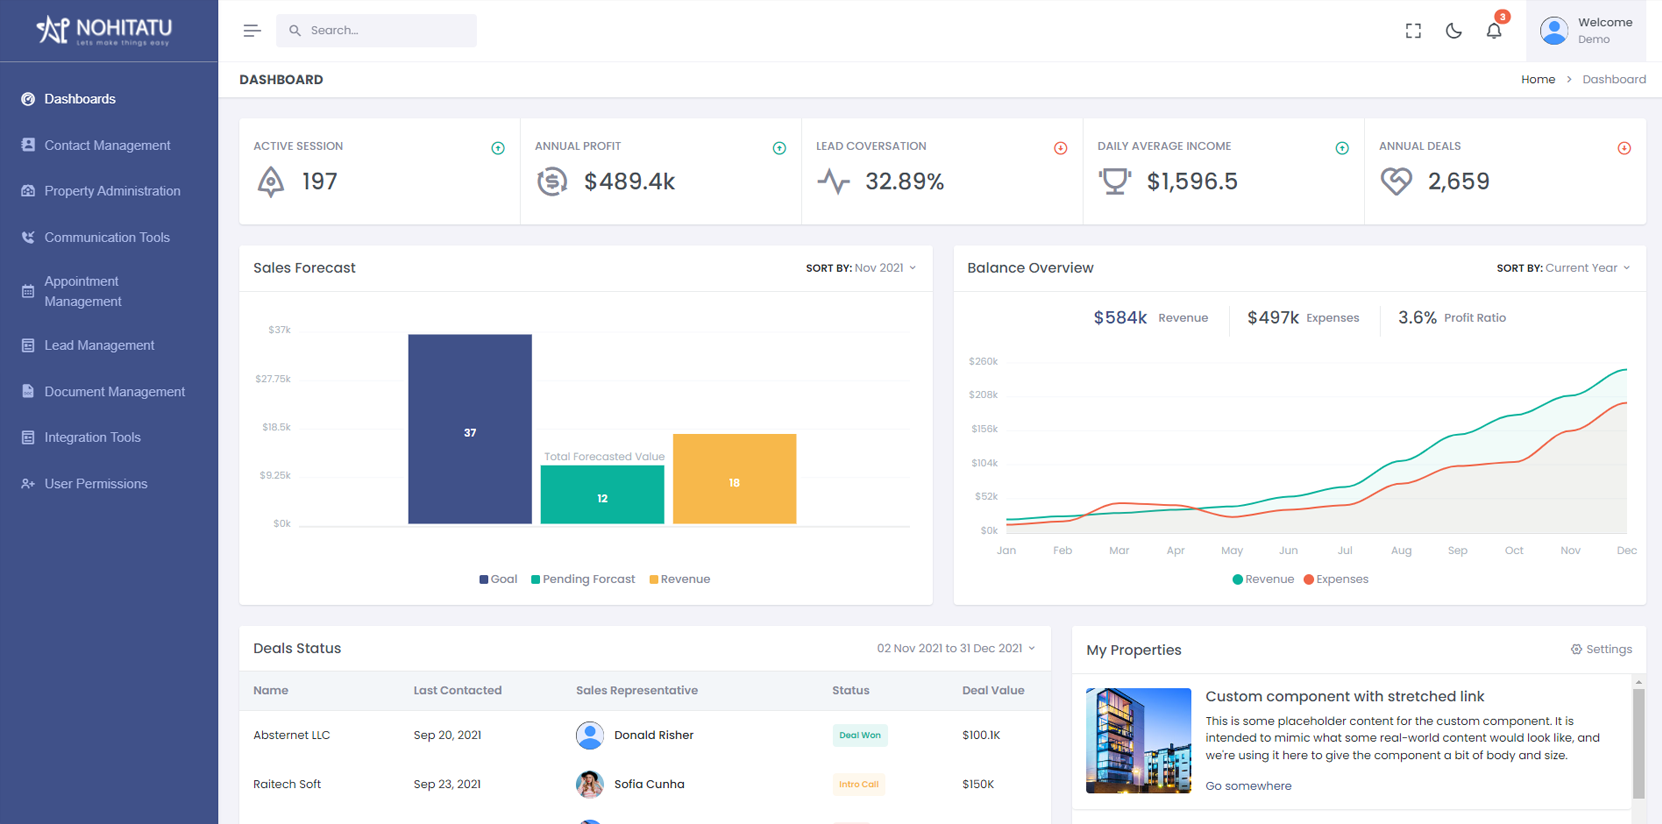 NOHITATU
Lets make things easy
Search...
3
Welcome
Demo
DASHBOARD
Home > Dashboard
Dashboards
Contact Management
Property Administration
Communication Tools
Appointment
Management
Lead Management
Document Management
Integration Tools
User Permissions
ACTIVE SESSION
197
ANNUAL PROFIT
$489.4k
LEAD COVERSATION
32.89%
DAILY AVERAGE INCOME
$1,596.5
ANNUAL DEALS
2,659
Sales Forecast
SORT BY: Nov 2021
$37k
$27.75k
$18.5k
$9.25k
$0k
37
Total Forecasted Value
12
18
Goal Pending Forcast Revenue
Balance Overview
SORT BY: Current Year
$584k Revenue $497k Expenses 3.6% Profit Ratio
$260k
$208k
$156k
$104k
$52k
$0k
Jan Feb Mar Apr May Jun Jul Aug Sep Oct Nov Dec
Revenue Expenses
Deals Status
02 Nov 2021 to 31 Dec 2021
Name Last Contacted Sales Representative Status Deal Value
Absternet LLC Sep 20, 2021 Donald Risher Deal Won $100.1K
Raitech Soft Sep 23, 2021 Sofia Cunha Intro Call $150K
My Properties
Settings
Custom component with stretched link
This is some placeholder content for the custom component. It is
intended to mimic what some real-world content would look like, and
we're using it here to give the component a bit of body and size.
Go somewhere